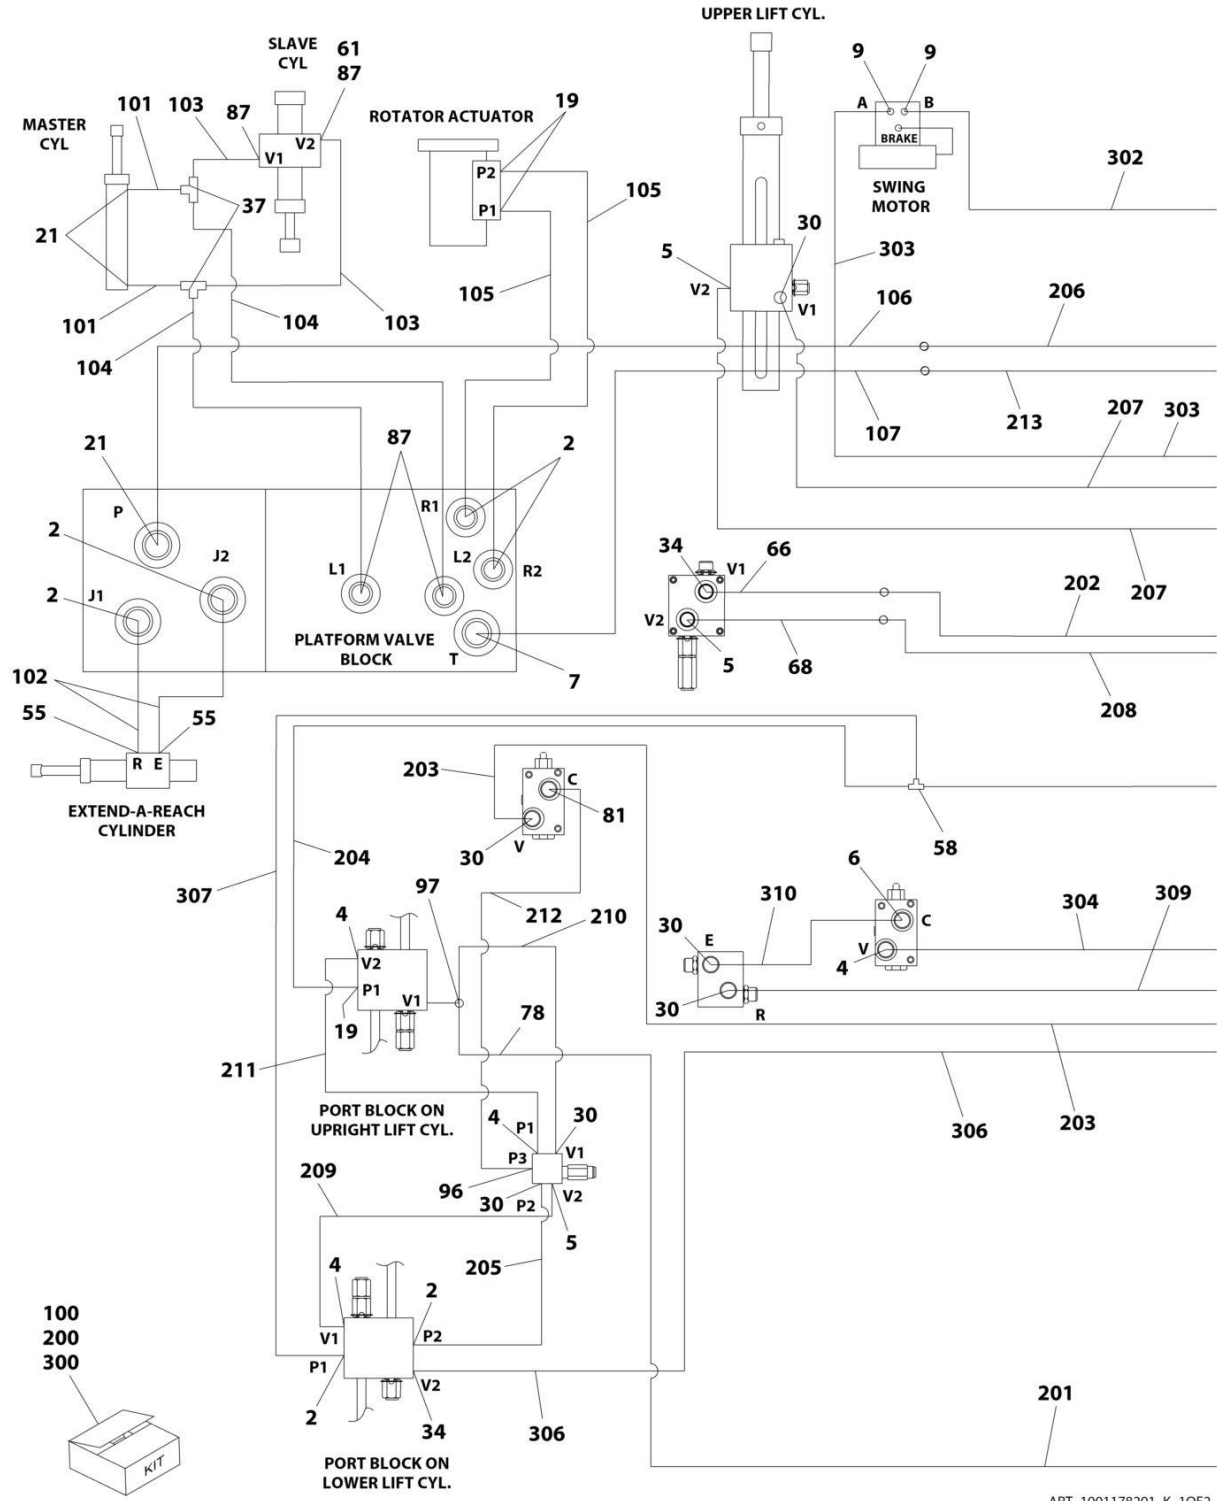 UPPER LIFT CYL.
SLAVE
CYL
61
87
9
9
101
103
87
19
MASTER
CYL
ROTATOR ACTUATOR
A
B
BRAKE
V2
V1
302
P2
P1
SWING
MOTOR
105
37
21
30
5
303
V2
V1
105
206
101
104
103
106
104
107
213
207
303
21
87
2
P
R1
2
J2
L2
R2
34
66
V1
L1
2
J1
202
207
V2
PLATFORM VALVE
BLOCK
T
7
5
68
102
55
55
208
R E
203
C
81
EXTEND-A-REACH
CYLINDER
30
V
58
204
6
307
97
310
309
4
212
210
30
E
304
C
V
4
V2
P1
V1
19
78
30
R
211
306
203
PORT BLOCK ON
UPRIGHT LIFT CYL.
4
P1
30
V1
P3
209
96
30
P2
V2
5
205
4
2
100
200
300
V1
P2
P1
V2
2
34
306
201
KIT
PORT BLOCK ON
LOWER LIFT CYL.